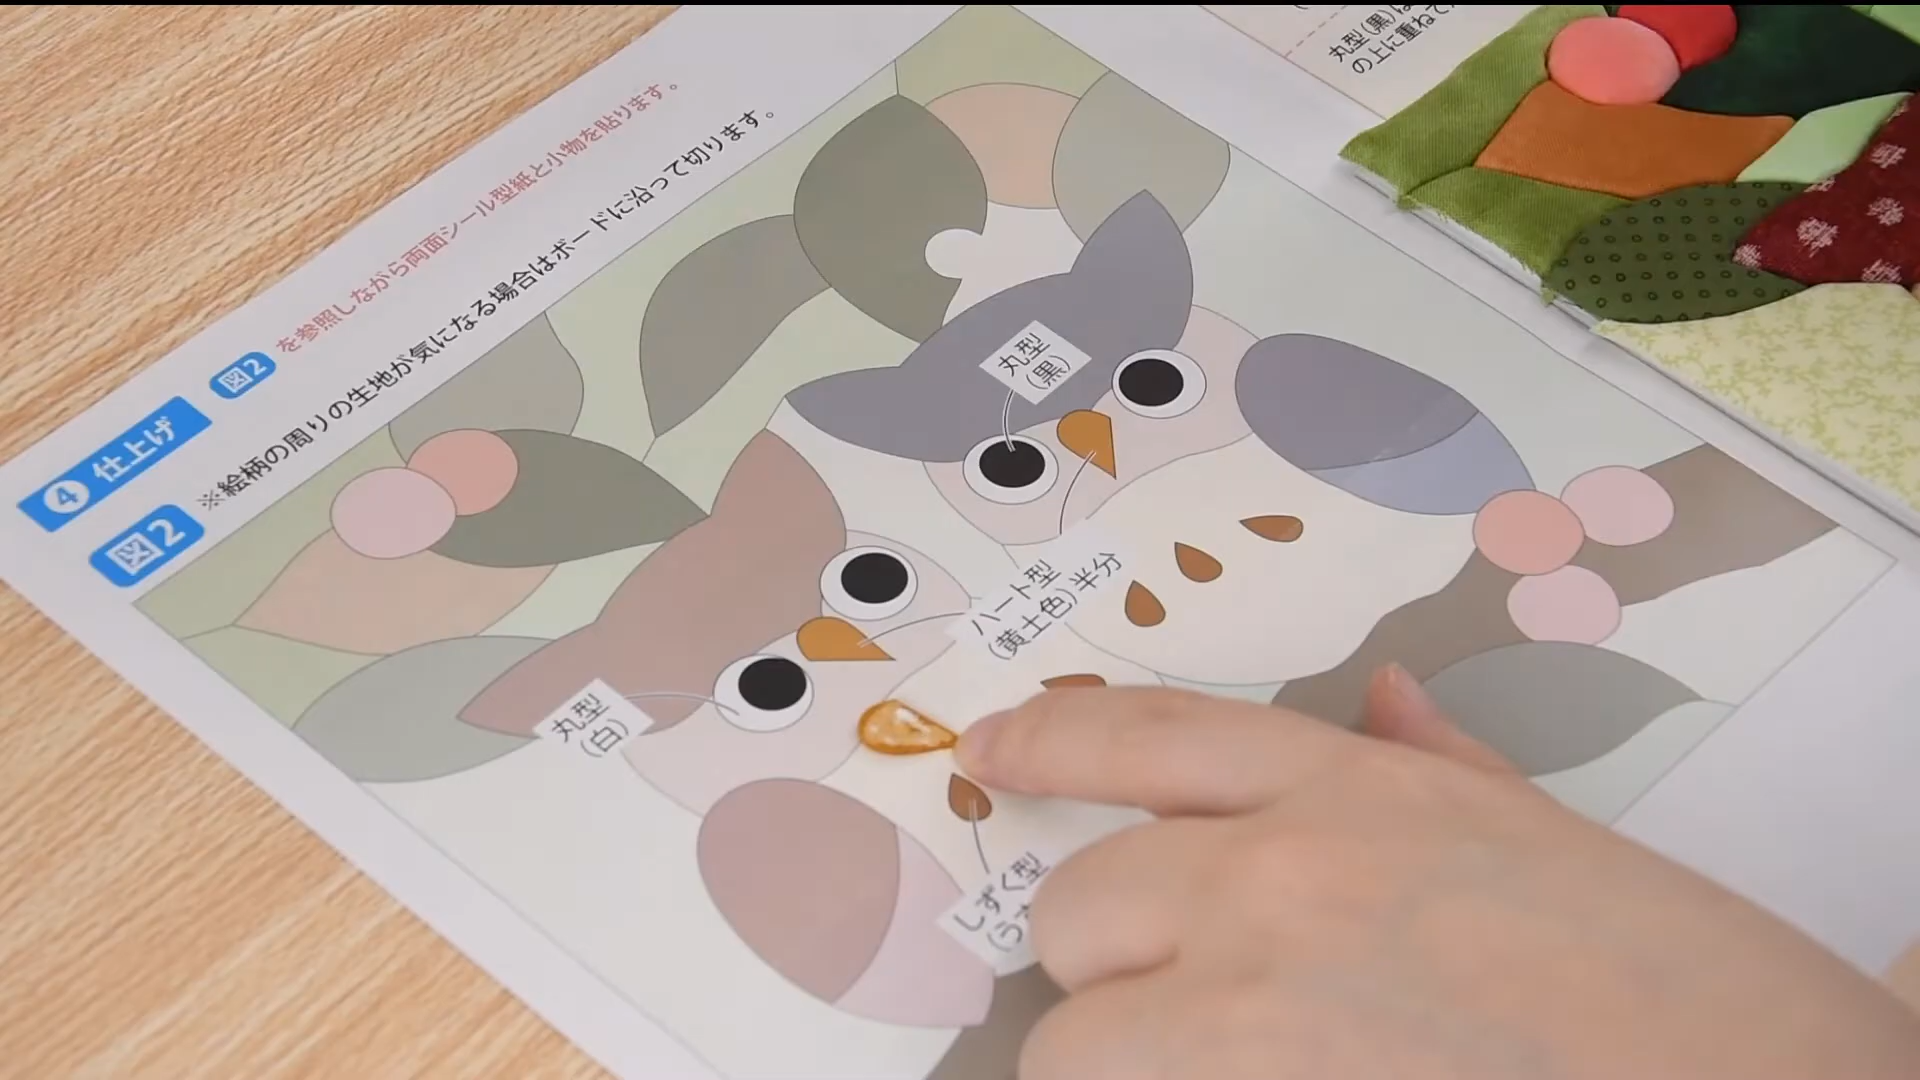 ④ 仕上げ
図2 を参照しながら両面シール型紙と小物を貼ります。
図2
※絵柄の周りの生地が気になる場合はボードに沿って切ります。
丸型
(黒)
ハート型
(黄土色)半分
丸型
(白)
しずく型
丸型(黒)
の上に重ねて